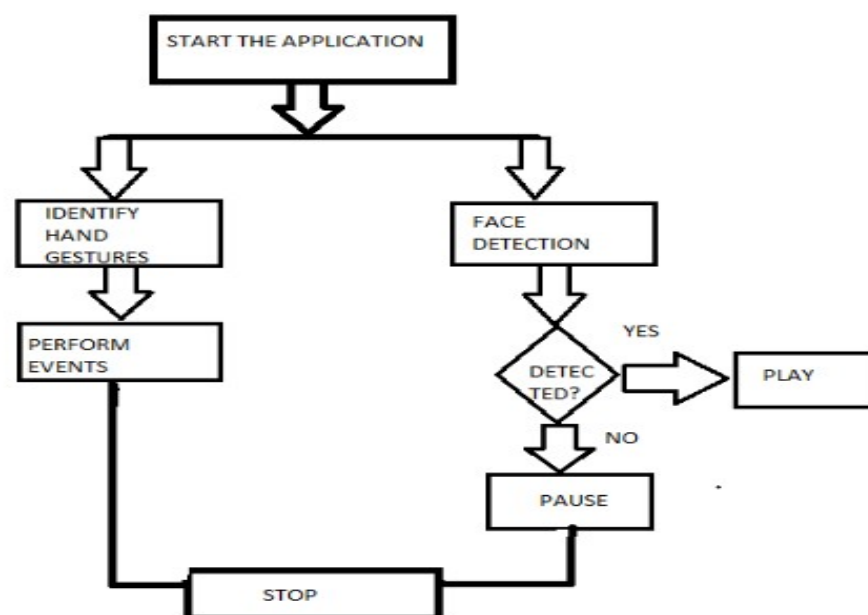 START THE APPLICATION
IDENTIFY
HAND
GESTURES
FACE
DETECTION
PERFORM
EVENTS
YES
DETEC
TED?
PLAY
NO
PAUSE
STOP